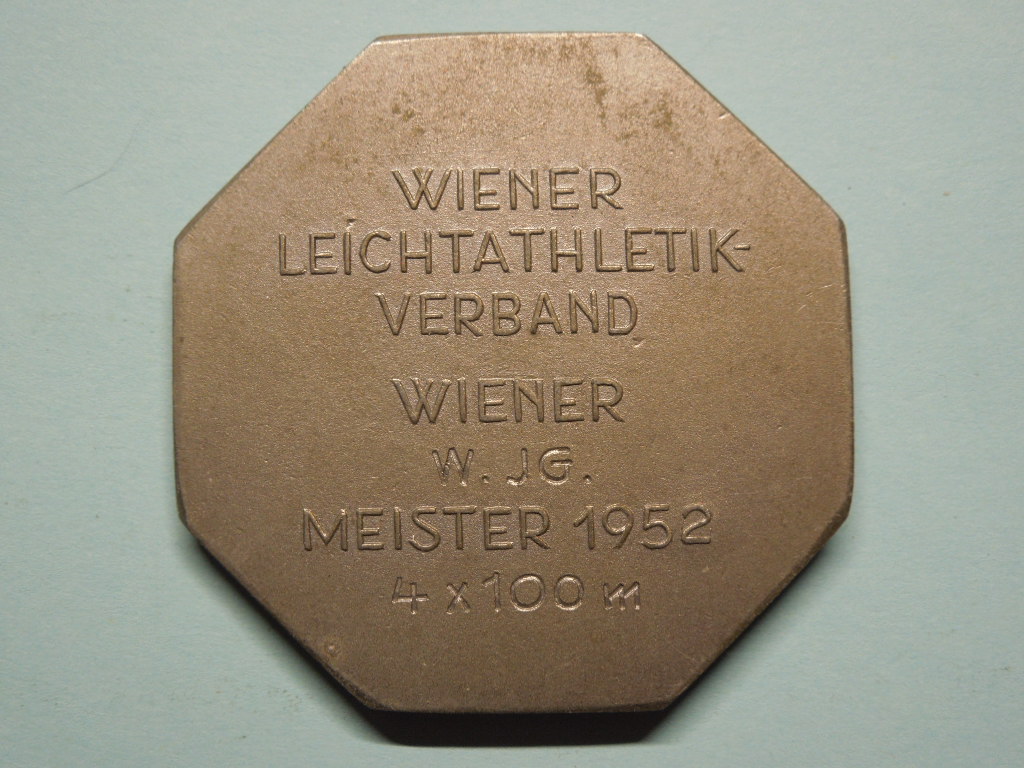 WIENER
LEICHTATHLETIK-
VERBAND
WIENER
W. JG.
MEISTER 1952
4 x 100 m